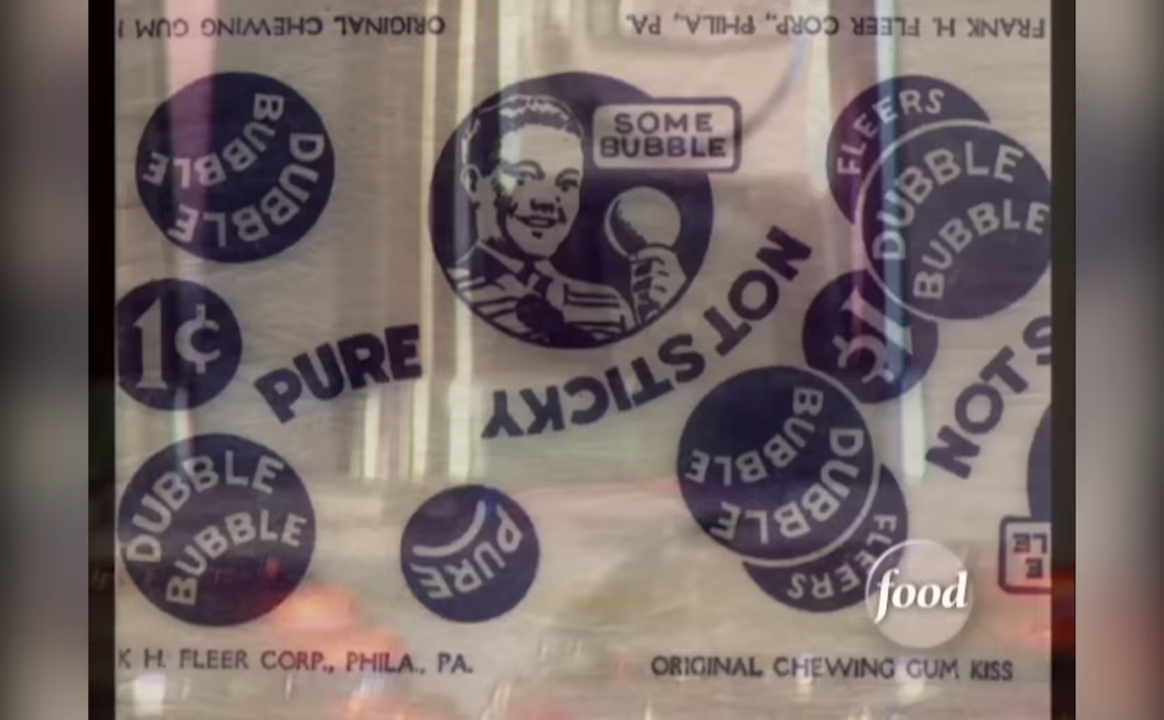 ORIGINAL CHEWING GUM
FRANK H. FLEER CORP., PHILA., PA.
DUBBLE
BUBBLE
SOME
BUBBLE
FLEERS
DUBBLE
BUBBLE
1¢
PURE
NOT STICKY
1¢
NOT S
DUBBLE
BUBBLE
PURE
DUBBLE
BUBBLE
FLEERS
LE
E
food
K H. FLEER CORP., PHILA., PA.
ORIGINAL CHEWING GUM KISS